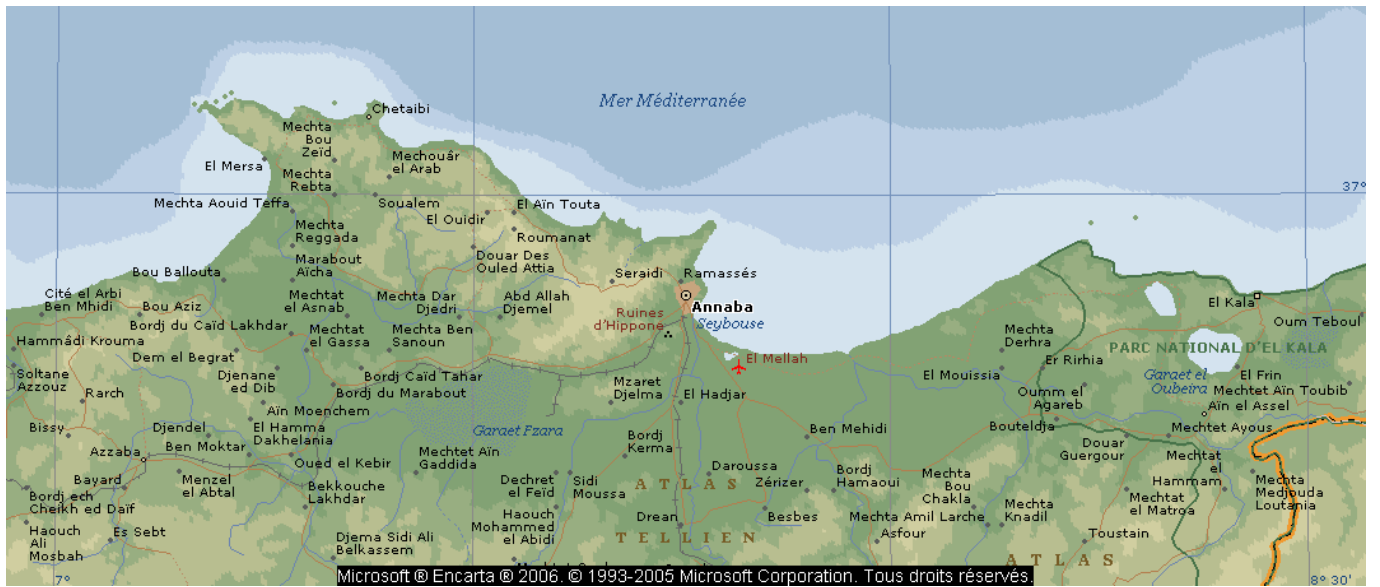 Mer Méditerranée
Chetaibi
Mechta
Bou
Zeïd
El Mersa
Mechouâr
el Arab
Mechta
Rebta
37°
Mechta Aouid Teffa
Soualem
El Aïn Touta
El Ouidir
Mechta
Reggada
Roumanat
Marabout
Aïcha
Douar Des
Ouled Attia
Bou Ballouta
Seraidi
Ramassés
Cité el Arbi
Ben Mhidi
Bou Aziz
Mechtat
el Asnab
Mechta Dar
Djedri
Abd Allah
Djemel
Annaba
El Kala
Ruines
d'Hippone
Seybouse
Oum Teboul
Bordj du Caïd Lakhdar
Mechtat
el Gassa
Mechta Ben
Sanoun
Mechta
Derhra
Hammâdi Krouma
Dem el Begrat
El Mellah
Er Rirhia
PARC NATIONAL D'EL KALA
Soltane
Azzouz
Djenane
ed Dib
Bordj Caïd Tahar
El Mouissia
Garaet el
Oubeïra
El Frin
Rarch
Bordj du Marabout
Mzaret
Djelma
El Hadjar
Oumm el
Agareb
Mechtet Aïn Toubib
Aïn Moenchem
Aïn el Assel
Bissy
Djendel
El Hamma
Dakhelania
Garaet Fzara
Bordj
Kerma
Ben Mehidi
Bouteldja
Mechtet Ayous
Azzaba
Ben Moktar
Douar
Guergour
Oued el Kebir
Mechtet Aïn
Gaddida
Mechtat
el
Hammam
Bayard
Menzel
el Abtal
Bekkouche
Lakhdar
Dechret
el Feïd
Sidi
Moussa
Daroussa
Zérizer
Bordj
Hamaoui
Mechta
Bou
Chakla
Mechta
Medjouda
Loutania
ATLAS
Bordj ech
Cheikh ed Daïf
Mechtat
el Matroa
Haouch
Mohammed
el Abidi
Drean
Besbes
Mechta Amil Larche
Mechta
Knadil
Haouch
Ali
Mosbah
Es Sebt
Djema Sidi Ali
Belkassem
TELLIEN
Asfour
Toustain
ATLAS
7°
Microsoft ® Encarta ® 2006. © 1993-2005 Microsoft Corporation. Tous droits réservés.
8° 30'